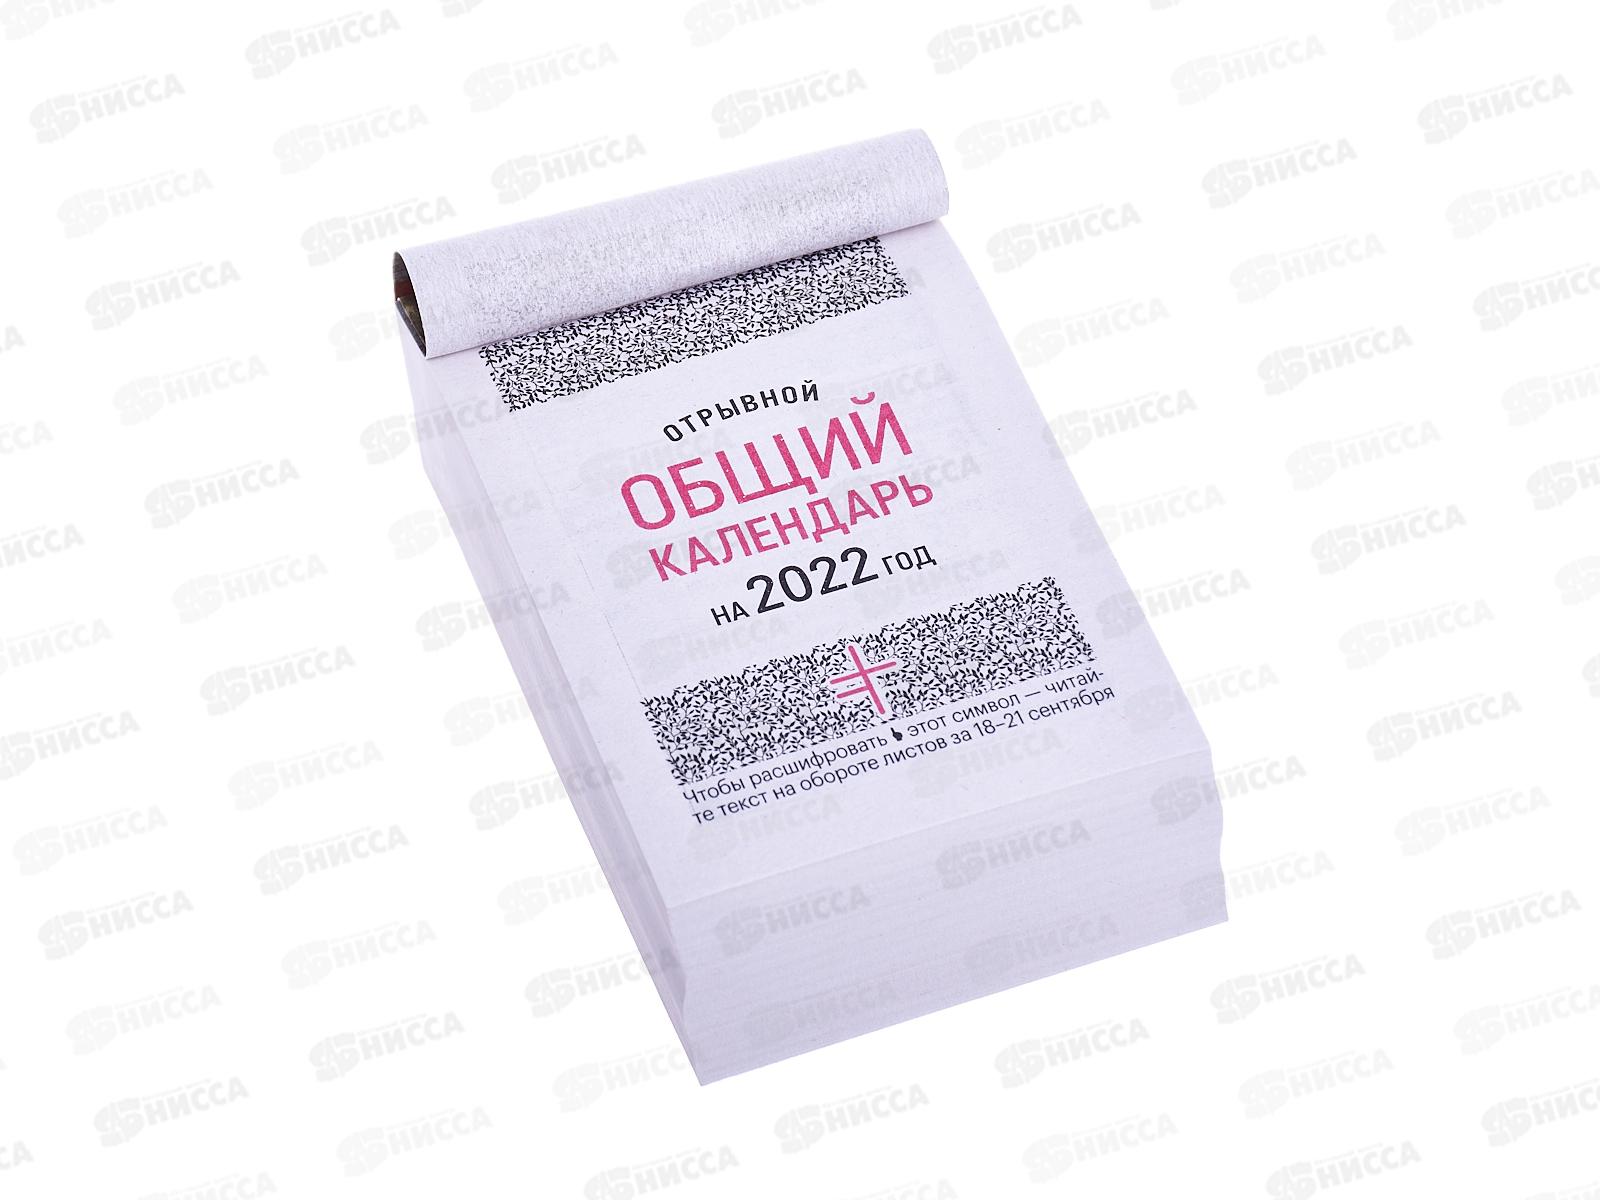 ОТРЫВНОЙ
ОБЩИЙ
КАЛЕНДАРЬ
НА 2022 ГОД
Чтобы расшифровать этот символ — читай-
те текст на обороте листов за 18–21 сентября
НИССА